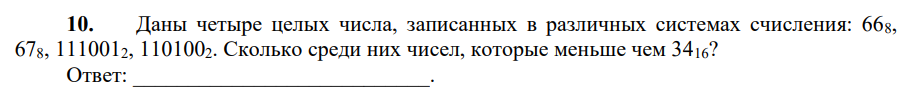 10. Даны четыре целых числа, записанных в различных системах счисления: 66₈,
67₈, 111001₂, 110100₂. Сколько среди них чисел, которые меньше чем 34₁₆?
Ответ: ____________________________.